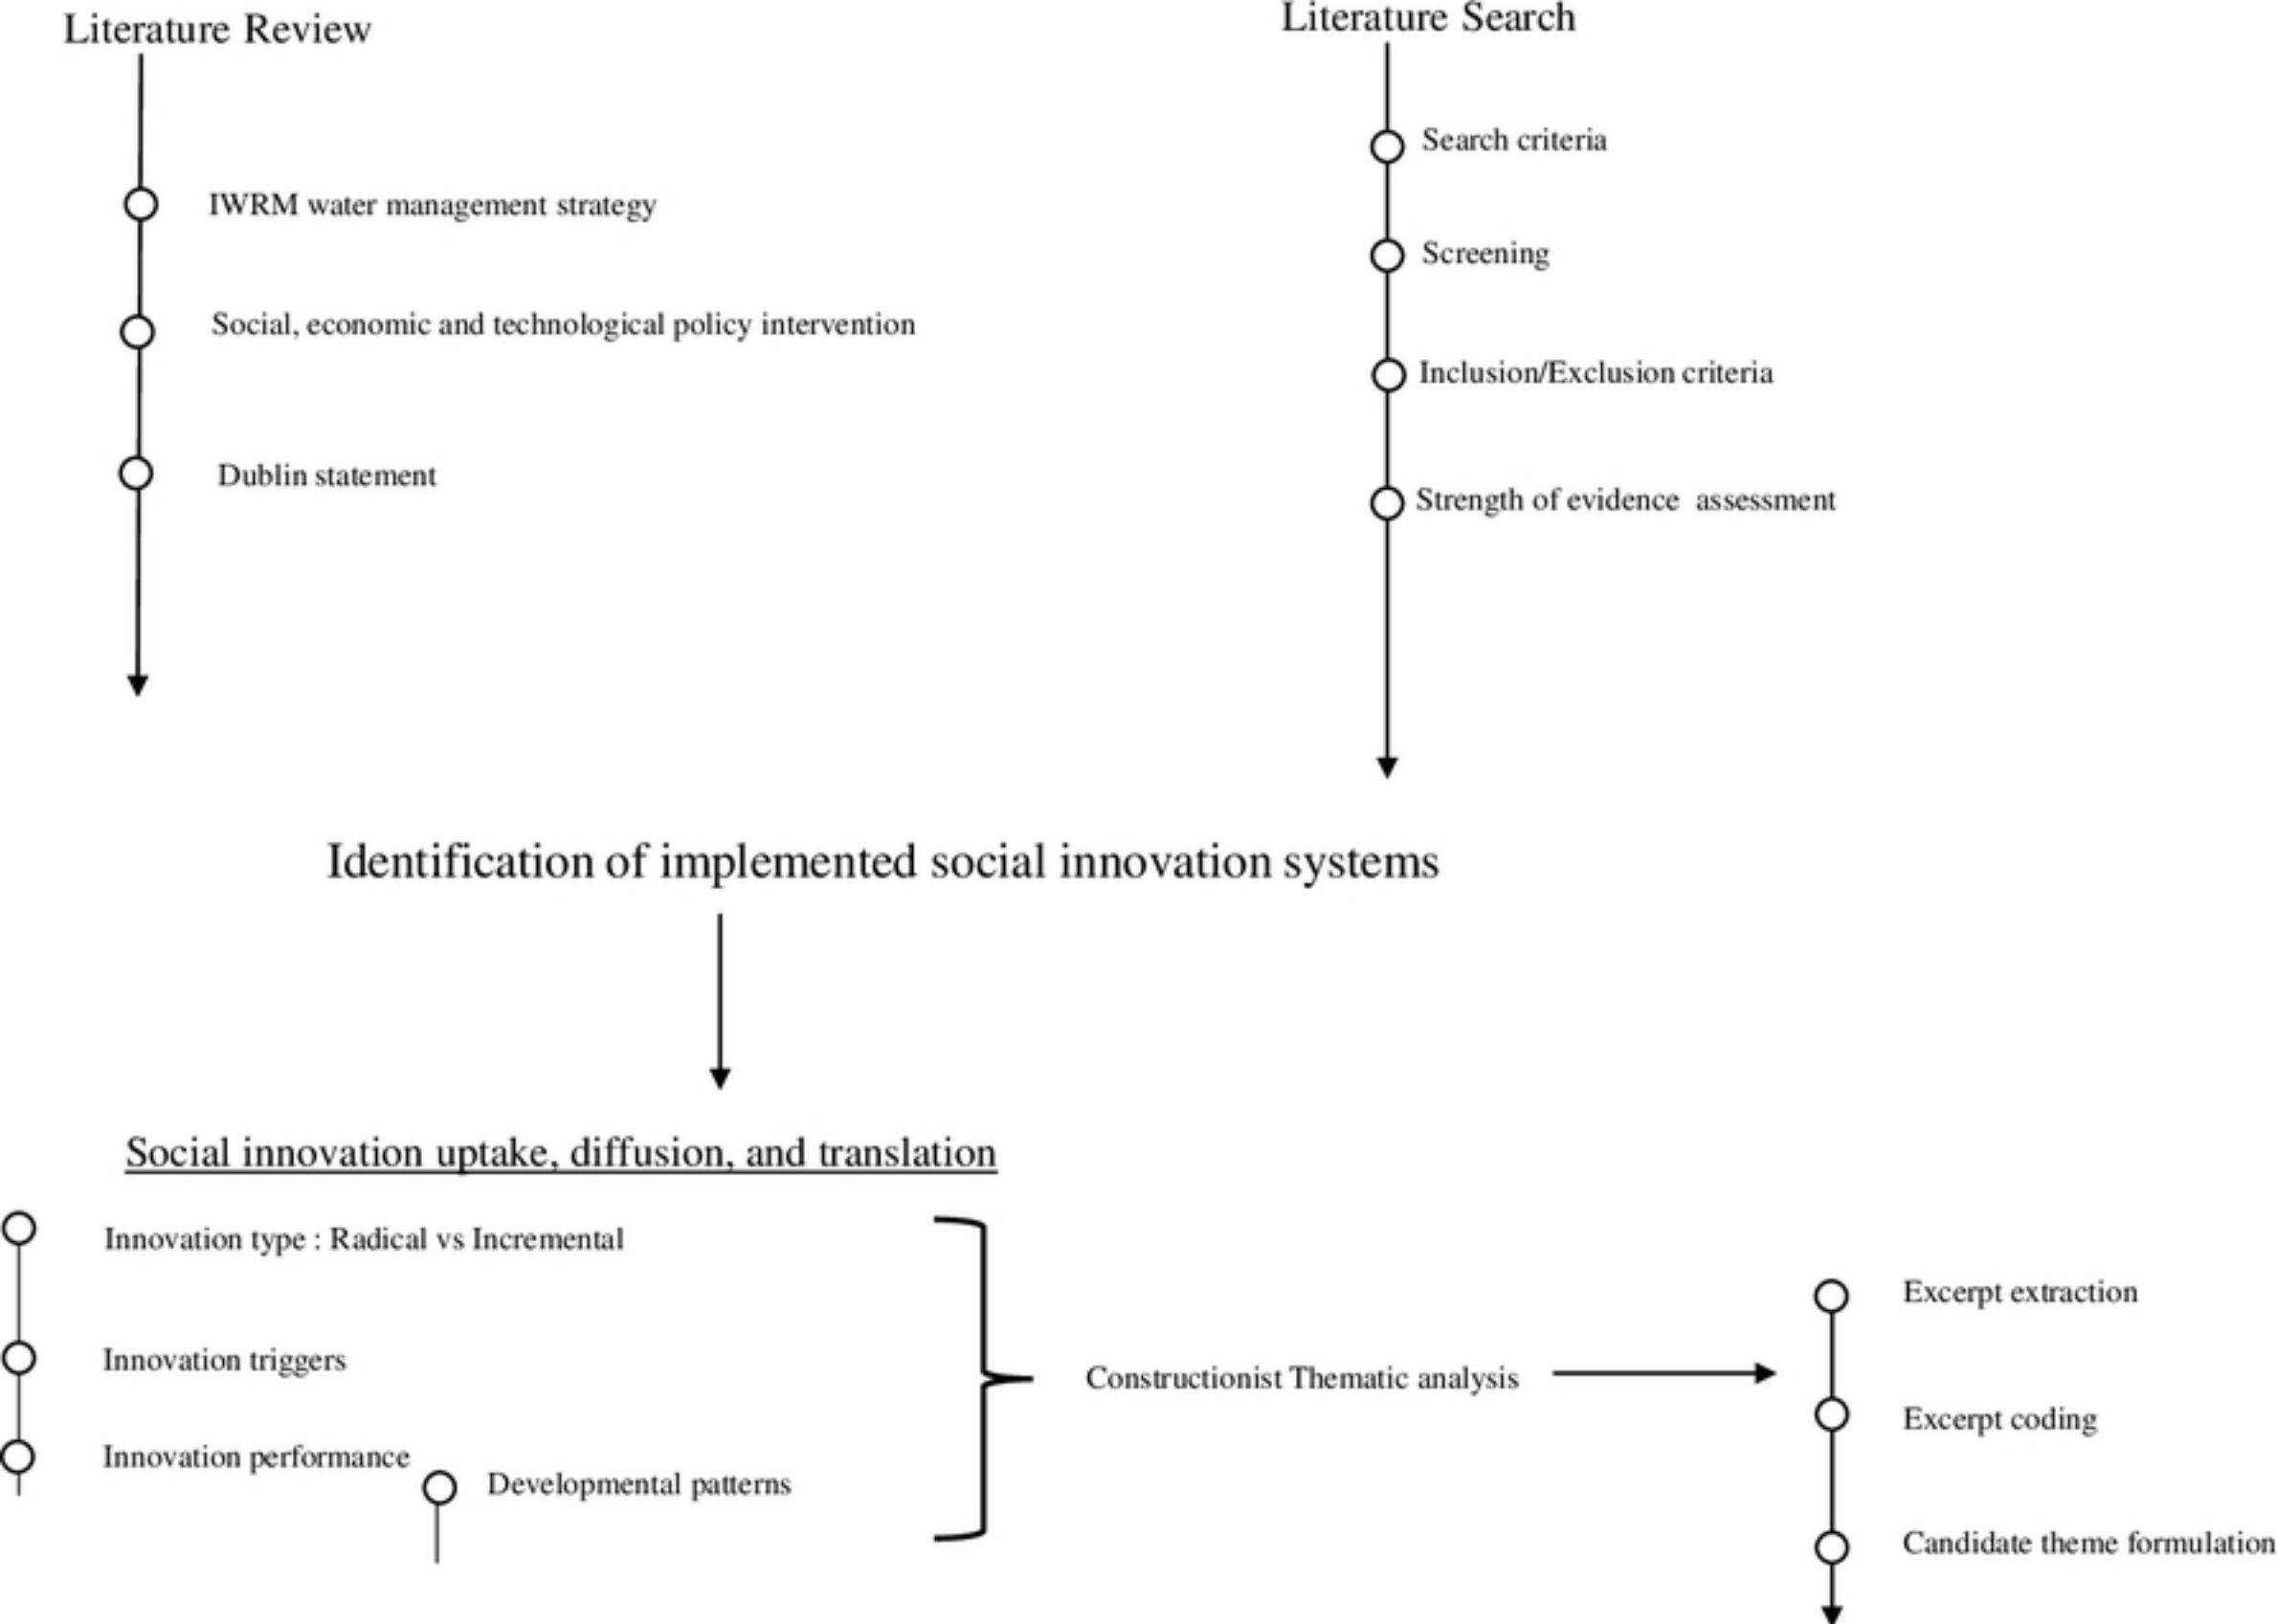 Literature Review
IWRM water management strategy
Social, economic and technological policy intervention
Dublin statement
Literature Search
Search criteria
Screening
Inclusion/Exclusion criteria
Strength of evidence assessment
Identification of implemented social innovation systems
Social innovation uptake, diffusion, and translation
Innovation type : Radical vs Incremental
Innovation triggers
Innovation performance
Developmental patterns
Constructionist Thematic analysis
Excerpt extraction
Excerpt coding
Candidate theme formulation